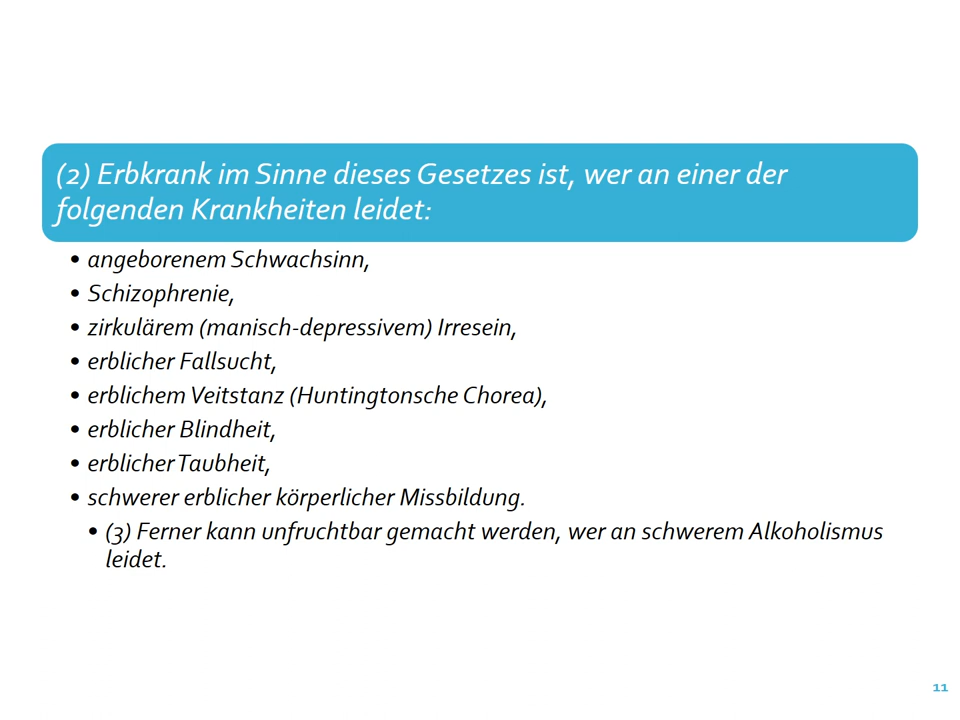 (2) Erbkrank im Sinne dieses Gesetzes ist, wer an einer der
folgenden Krankheiten leidet:
• angeborenem Schwachsinn,
• Schizophrenie,
• zirkulärem (manisch-depressivem) Irresein,
• erblicher Fallsucht,
• erblichem Veitstanz (Huntingtonsche Chorea),
• erblicher Blindheit,
• erblicher Taubheit,
• schwerer erblicher körperlicher Missbildung.
• (3) Ferner kann unfruchtbar gemacht werden, wer an schwerem Alkoholismus
leidet.
11